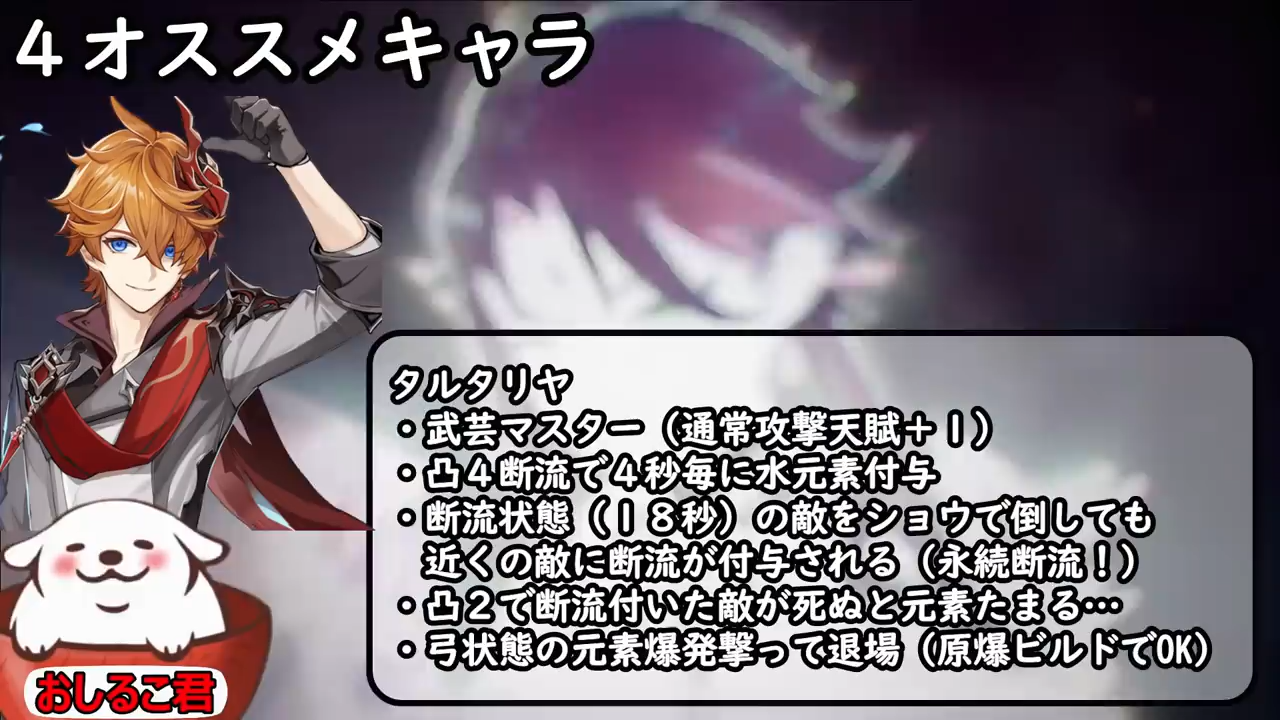 ４オススメキャラ
タルタリヤ
・武芸マスター（通常攻撃天賦＋１）
・凸４断流で４秒毎に水元素付与
・断流状態（１８秒）の敵をショウで倒しても
近くの敵に断流が付与される（永続断流！）
・凸２で断流付いた敵が死ぬと元素たまる…
・弓状態の元素爆発撃って退場（原爆ビルドでOK）
おしるこ君